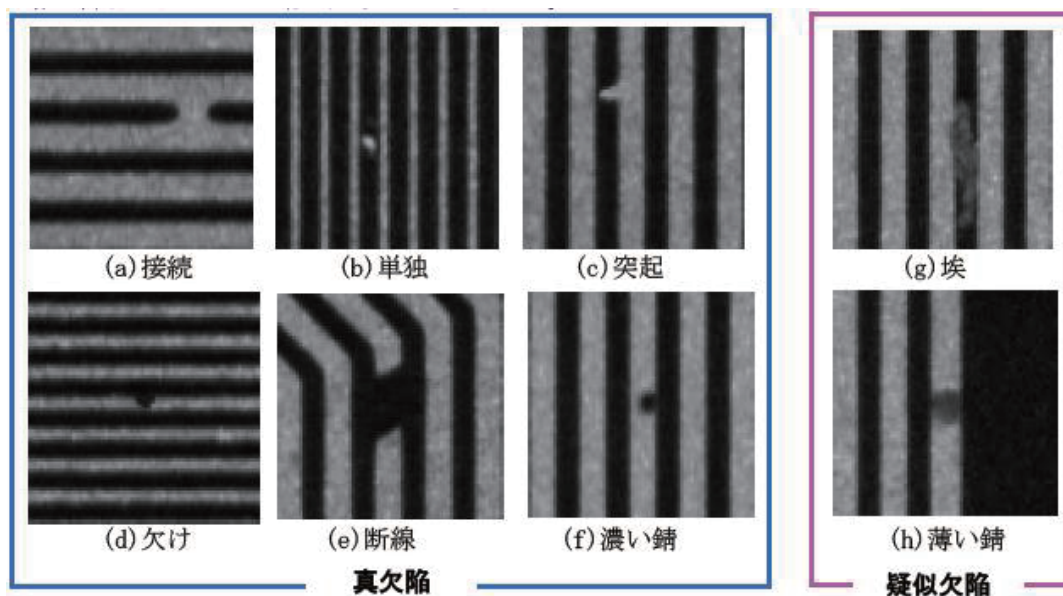 (a)接続
(b)単独
(c)突起
(g)埃
(d)欠け
(e)断線
(f)濃い錆
(h)薄い錆
真欠陥
疑似欠陥